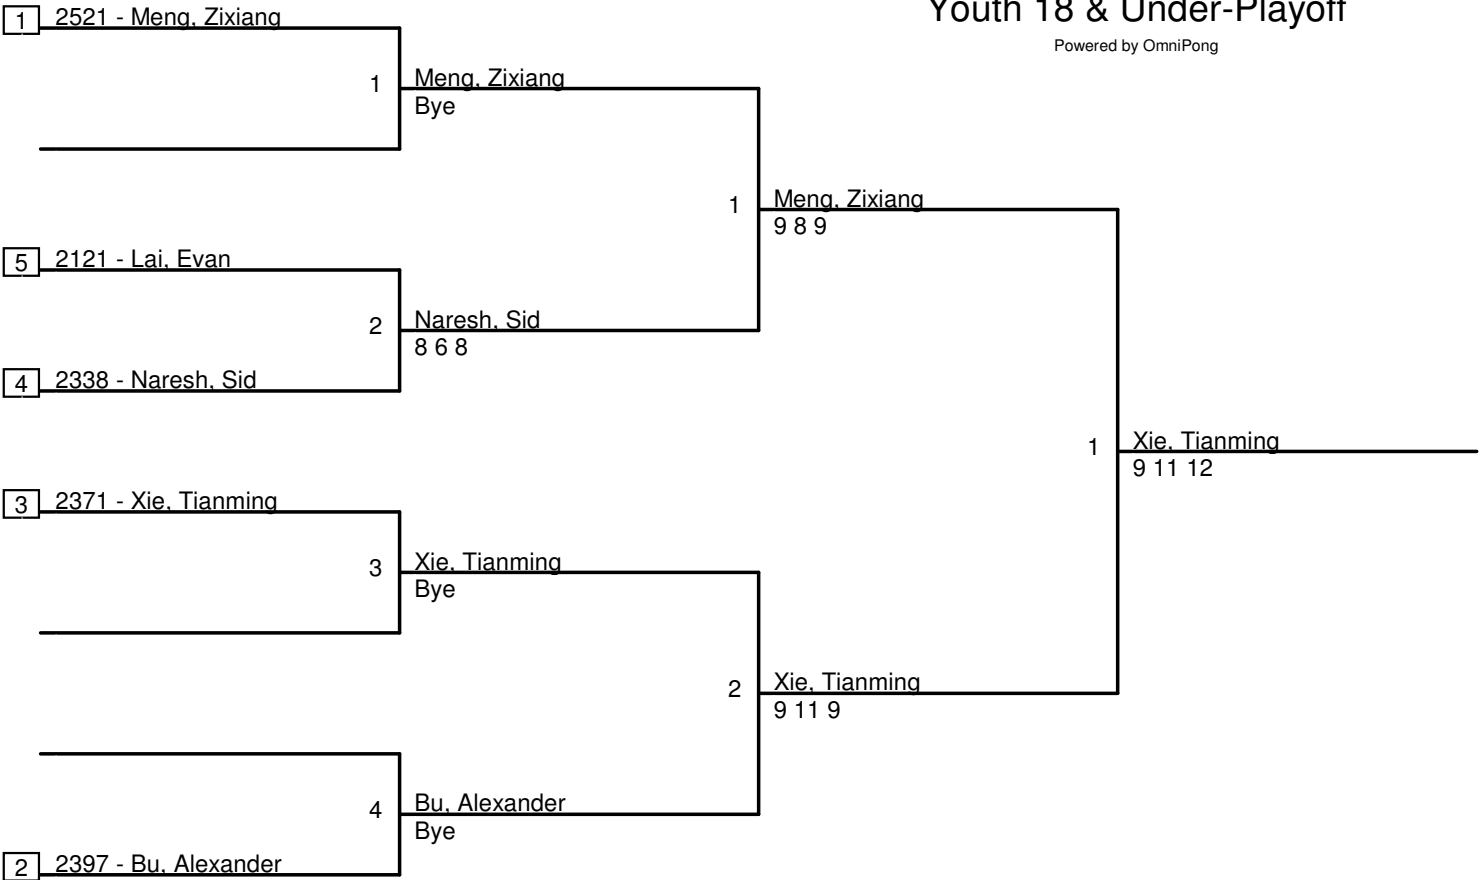 Youth 18 & Under-Playoff
Powered by OmniPong
1 2521 - Meng, Zixiang
1 Meng, Zixiang
Bye
1 Meng, Zixiang
9 8 9
5 2121 - Lai, Evan
2 Naresh, Sid
8 6 8
4 2338 - Naresh, Sid
1 Xie, Tianming
9 11 12
3 2371 - Xie, Tianming
3 Xie, Tianming
Bye
2 Xie, Tianming
9 11 9
4 Bu, Alexander
Bye
2 2397 - Bu, Alexander